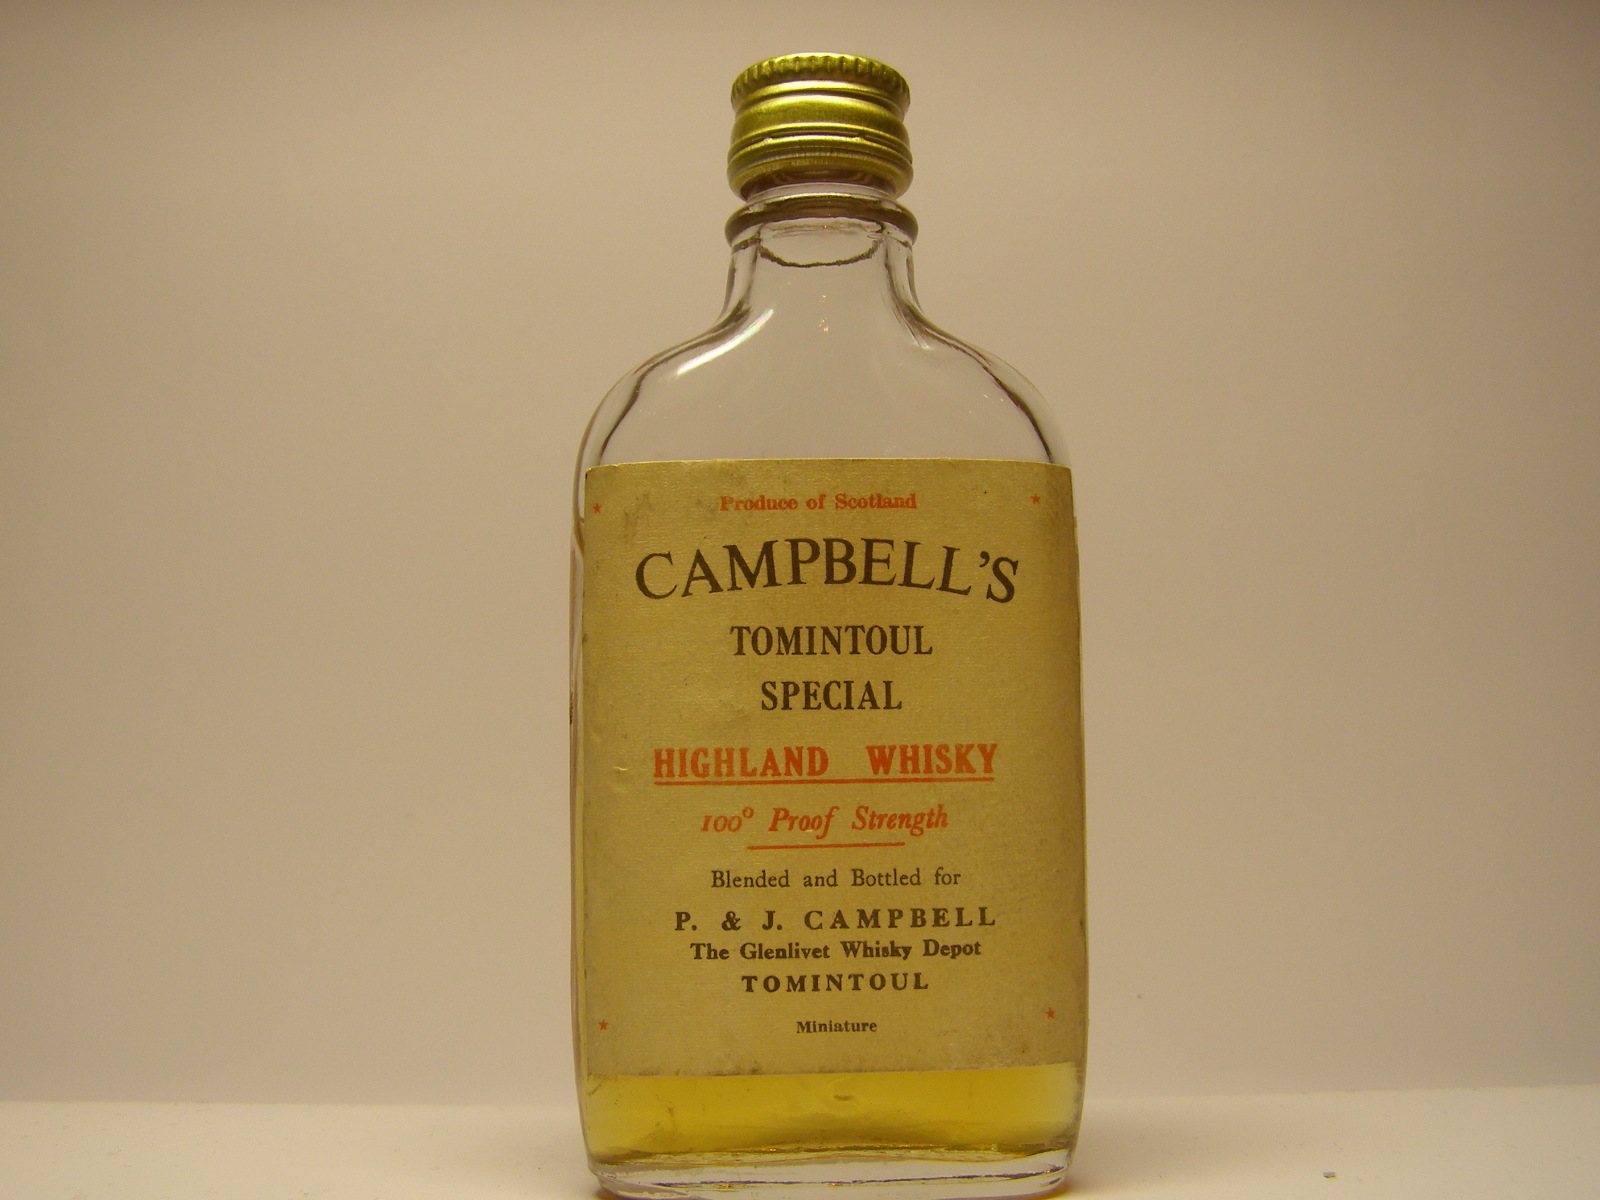 Produce of Scotland
CAMPBELL'S
TOMINTOUL
SPECIAL
HIGHLAND WHISKY
100° Proof Strength
Blended and Bottled for
P. & J. CAMPBELL
The Glenlivet Whisky Depot
TOMINTOUL
Miniature